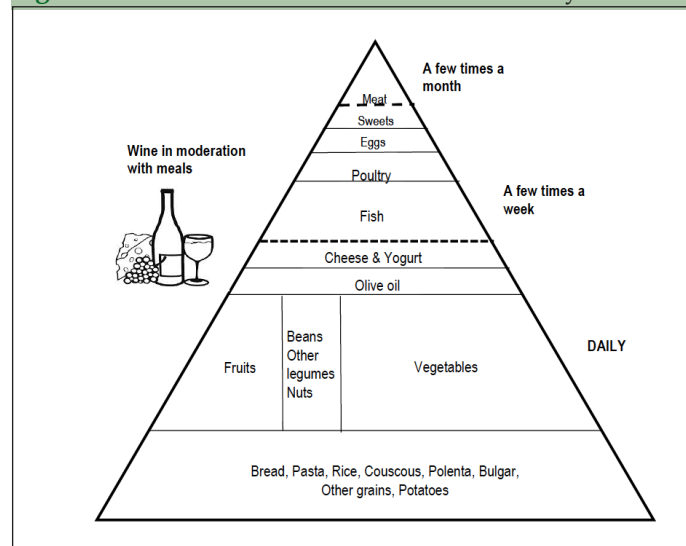 A few times a
month
Meat
Sweets
Eggs
Wine in moderation
with meals
Poultry
A few times a
week
Fish
Cheese & Yogurt
Olive oil
Beans
Other
legumes
Nuts
Fruits
Vegetables
DAILY
Bread, Pasta, Rice, Couscous, Polenta, Bulgar,
Other grains, Potatoes